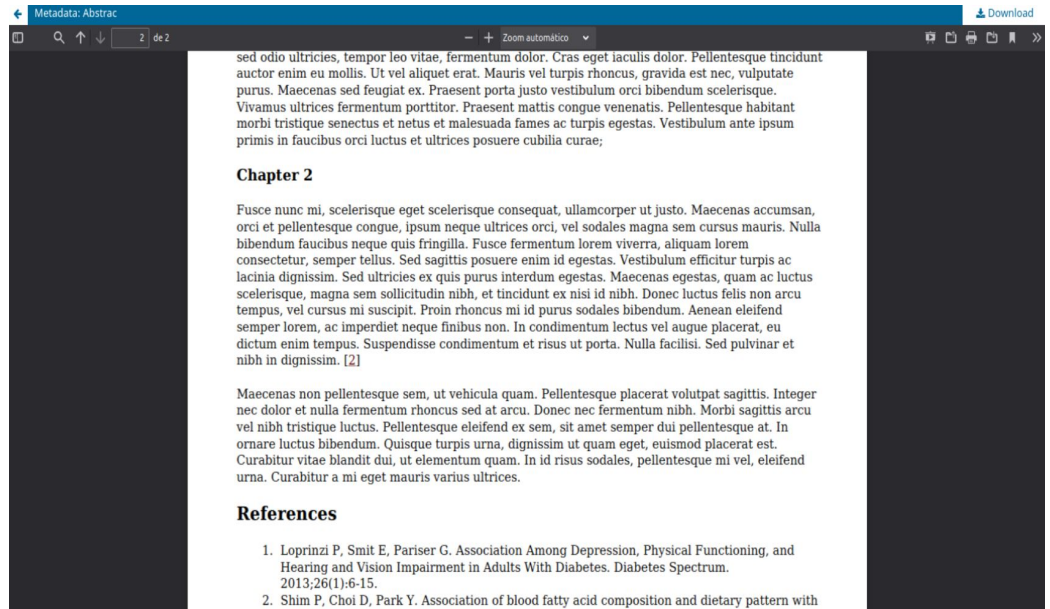 Metadata: Abstrac
Download
2 de 2
Zoom automático
sed odio ultricies, tempor leo vitae, fermentum dolor. Cras eget iaculis dolor. Pellentesque tincidunt
auctor enim eu mollis. Ut vel aliquet erat. Mauris vel turpis rhoncus, gravida est nec, vulputate
purus. Maecenas sed feugiat ex. Praesent porta justo vestibulum orci bibendum scelerisque.
Vivamus ultrices fermentum porttitor. Praesent mattis congue venenatis. Pellentesque habitant
morbi tristique senectus et netus et malesuada fames ac turpis egestas. Vestibulum ante ipsum
primis in faucibus orci luctus et ultrices posuere cubilia curae;
Chapter 2
Fusce nunc mi, scelerisque eget scelerisque consequat, ullamcorper ut justo. Maecenas accumsan,
orci et pellentesque congue, ipsum neque ultrices orci, vel sodales magna sem cursus mauris. Nulla
bibendum faucibus neque quis fringilla. Fusce fermentum lorem viverra, aliquam lorem
consectetur, semper tellus. Sed sagittis posuere enim id egestas. Vestibulum efficitur turpis ac
lacinia dignissim. Sed ultricies ex quis purus interdum egestas. Maecenas egestas, quam ac luctus
scelerisque, magna sem sollicitudin nibh, et tincidunt ex nisi id nibh. Donec luctus felis non arcu
tempus, vel cursus mi suscipit. Proin rhoncus mi id purus sodales bibendum. Aenean eleifend
semper lorem, ac imperdiet neque finibus non. In condimentum lectus vel augue placerat, eu
dictum enim tempus. Suspendisse condimentum et risus ut porta. Nulla facilisi. Sed pulvinar et
nibh in dignissim. [2]
Maecenas non pellentesque sem, ut vehicula quam. Pellentesque placerat volutpat sagittis. Integer
nec dolor et nulla fermentum rhoncus sed at arcu. Donec nec fermentum nibh. Morbi sagittis arcu
vel nibh tristique luctus. Pellentesque eleifend ex sem, sit amet semper dui pellentesque at. In
ornare luctus bibendum. Quisque turpis urna, dignissim ut quam eget, euismod placerat est.
Curabitur vitae blandit dui, ut elementum quam. In id risus sodales, pellentesque mi vel, eleifend
urna. Curabitur a mi eget mauris varius ultrices.
References
1. Loprinzi P, Smit E, Pariser G. Association Among Depression, Physical Functioning, and
Hearing and Vision Impairment in Adults With Diabetes. Diabetes Spectrum.
2013;26(1):6-15.
2. Shim P, Choi D, Park Y. Association of blood fatty acid composition and dietary pattern with